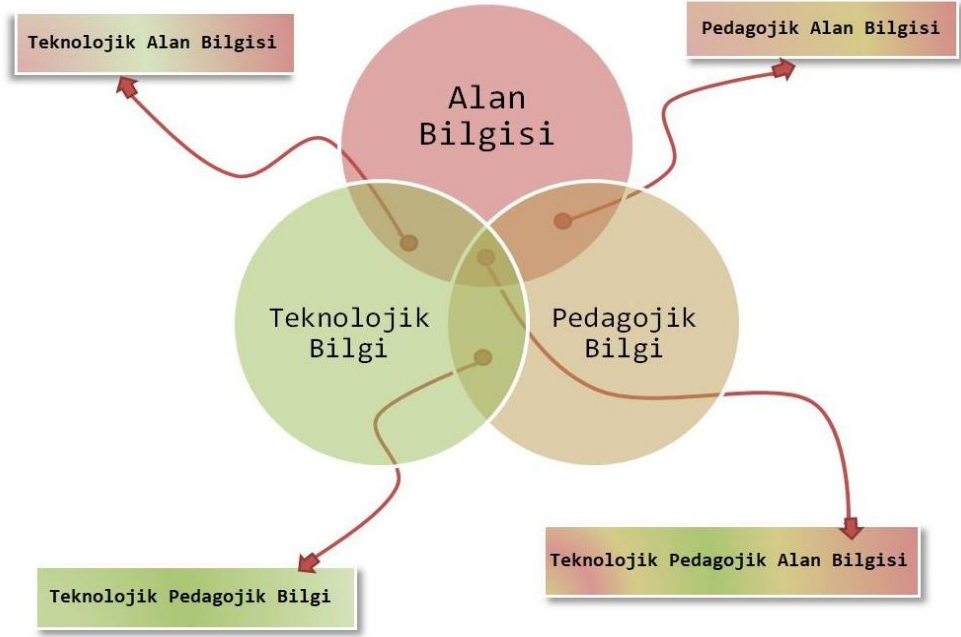 Teknolojik Alan Bilgisi
Pedagojik Alan Bilgisi
Alan
Bilgisi
Teknolojik
Bilgi
Pedagojik
Bilgi
Teknolojik Pedagojik Alan Bilgisi
Teknolojik Pedagojik Bilgi